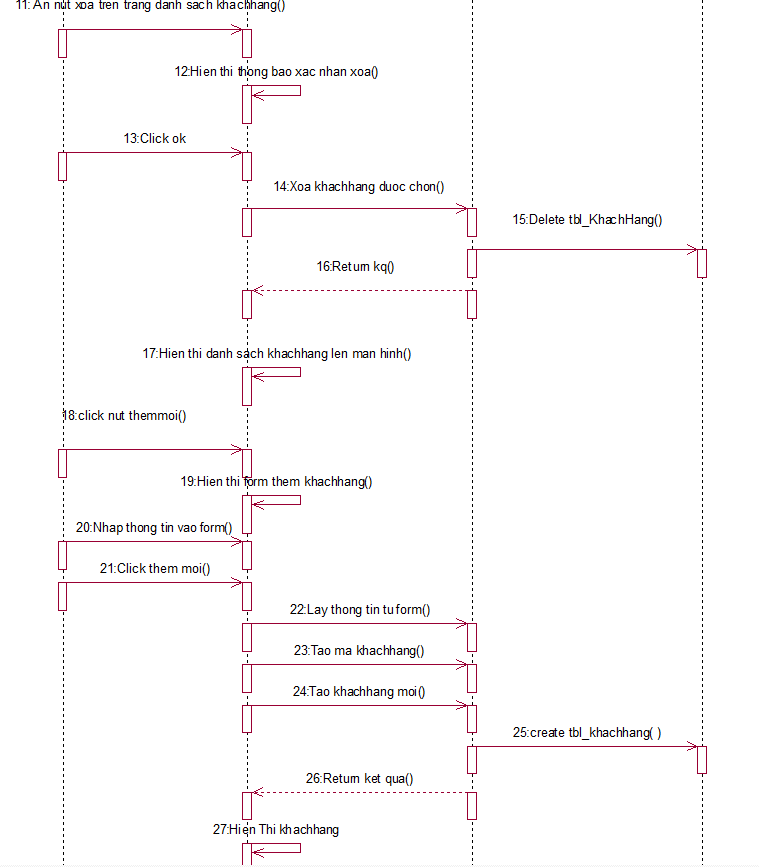 11: An nut xoa tren trang danh sach khachhang()
12:Hien thi thong bao xac nhan xoa()
13:Click ok
14:Xoa khachhang duoc chon()
15:Delete tbl_KhachHang()
16:Return kq()
17:Hien thi danh sach khachhang len man hinh()
18:click nut themmoi()
19:Hien thi form them khachhang()
20:Nhap thong tin vao form()
21:Click them moi()
22:Lay thong tin tu form()
23:Tao ma khachhang()
24:Tao khachhang moi()
25:create tbl_khachhang( )
26:Return ket qua()
27:Hien Thi khachhang